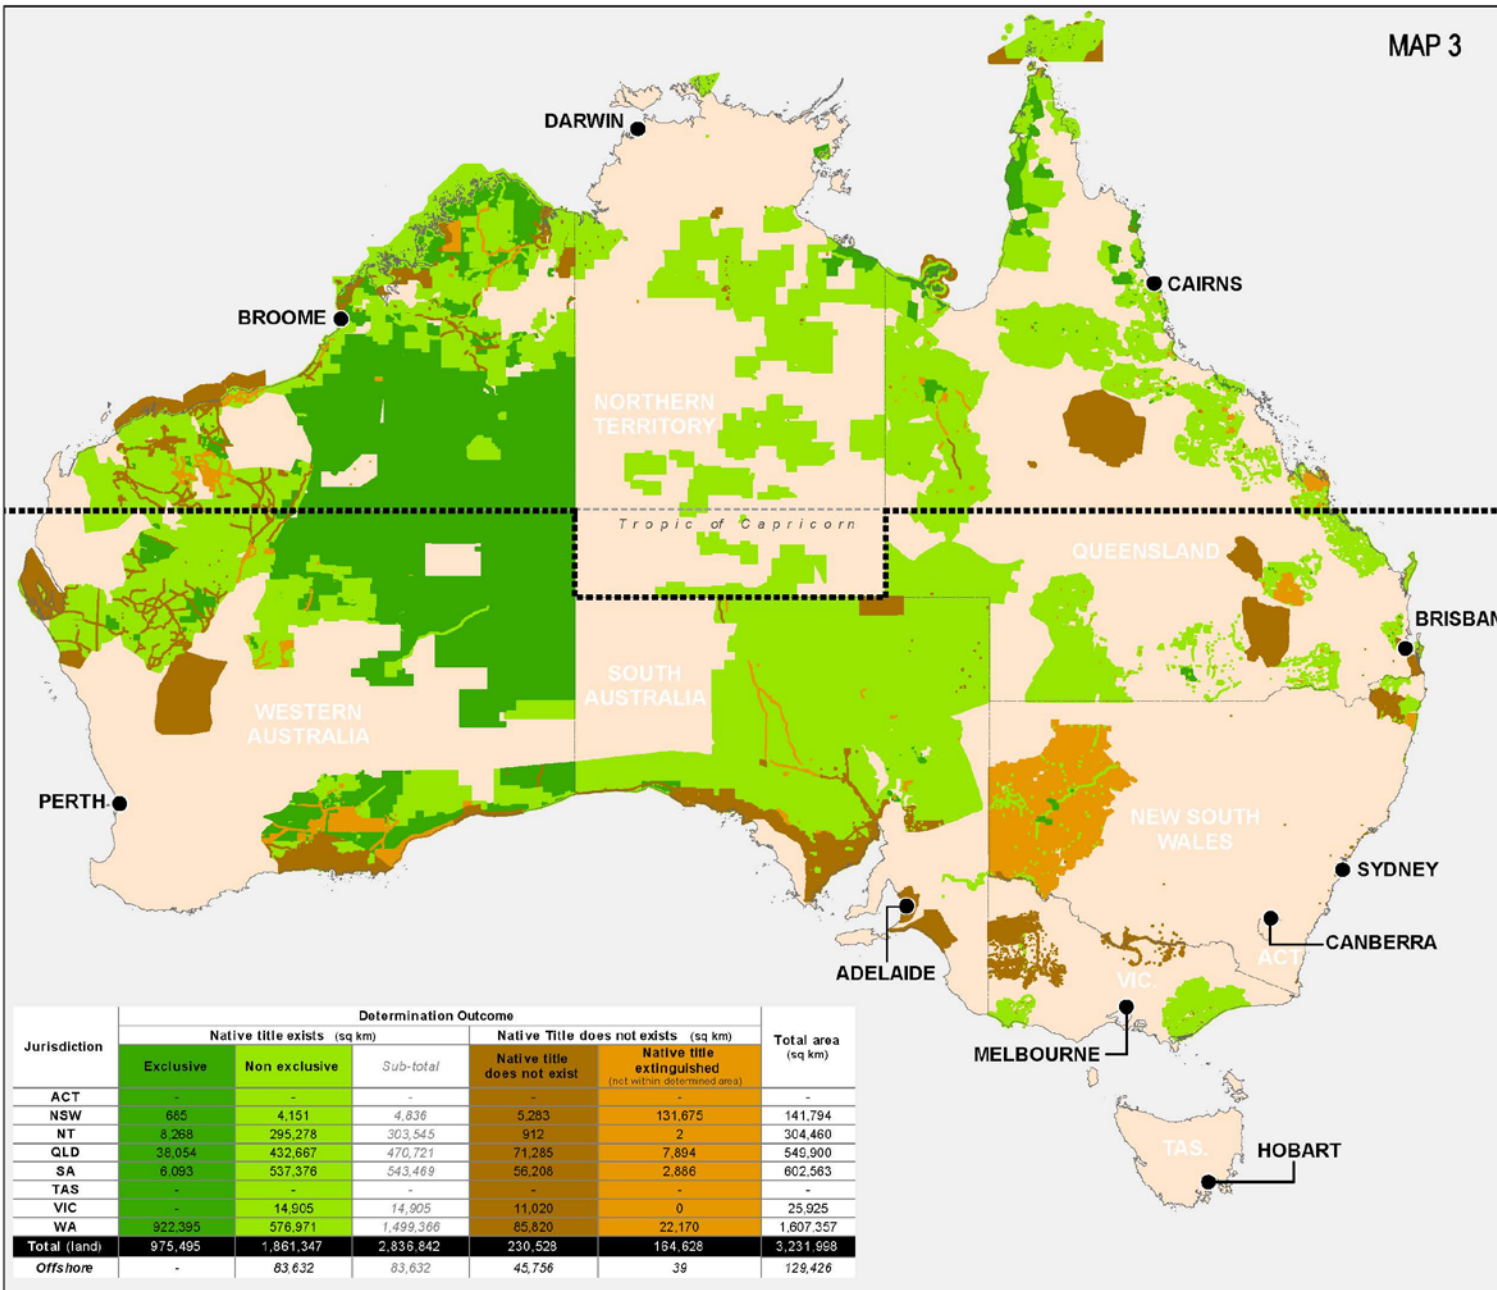 MAP 3
DARWIN
CAIRNS
BROOME
NORTHERN
TERRITORY
Tropic of Capricorn
QUEENSLAND
BRISBAN
SOUTH
AUSTRALIA
WESTERN
AUSTRALIA
PERTH
NEW SOUTH
WALES
SYDNEY
CANBERRA
ACT
ADELAIDE
VIC.
MELBOURNE
TAS.
HOBART
Jurisdiction Determination Outcome Total area (sq km)
Native title exists (sq km) Native Title does not exists (sq km)
Exclusive Non exclusive Sub-total Native title does not exist Native title extinguished (not within determined area)
ACT - - - - - -
NSW 685 4,151 4,836 5,283 131,675 141,794
NT 8,268 295,278 303,545 912 2 304,460
QLD 38,054 432,667 470,721 71,285 7,894 549,900
SA 6,093 537,376 543,469 56,208 2,886 602,563
TAS - - - - - -
VIC - 14,905 14,905 11,020 0 25,925
WA 922,395 576,971 1,499,366 85,820 22,170 1,607,357
Total (land) 975,495 1,861,347 2,836,842 230,528 164,628 3,231,998
Offshore - 83,632 83,632 45,756 39 129,426